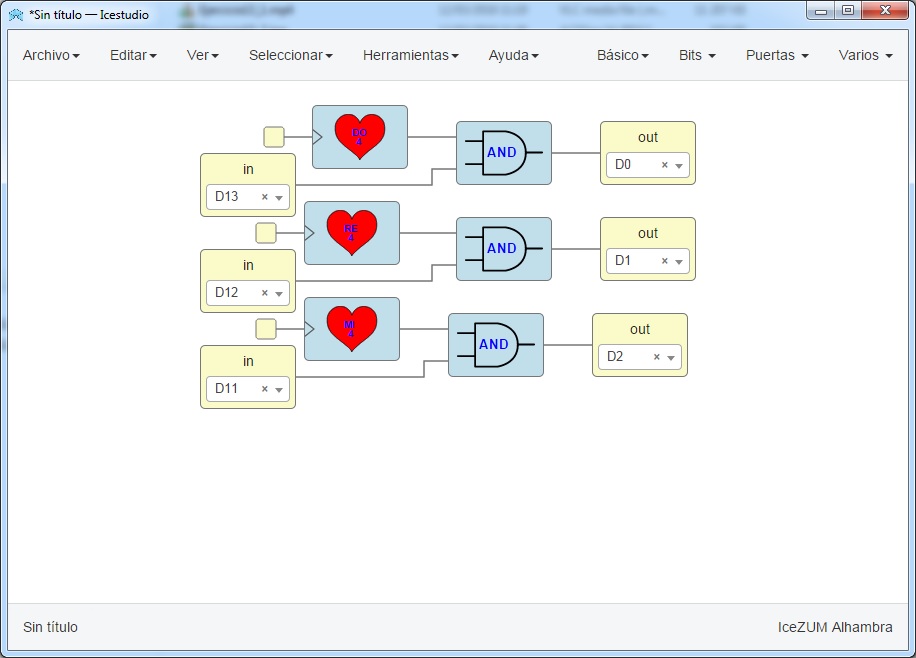 *Sin título — Icestudio
Archivo Editar Ver Seleccionar Herramientas Ayuda Básico Bits Puertas Varios
DO
4
AND
out
D0
in
D13
RE
4
AND
out
D1
in
D12
MI
4
AND
out
D2
in
D11
Sin título IceZUM Alhambra